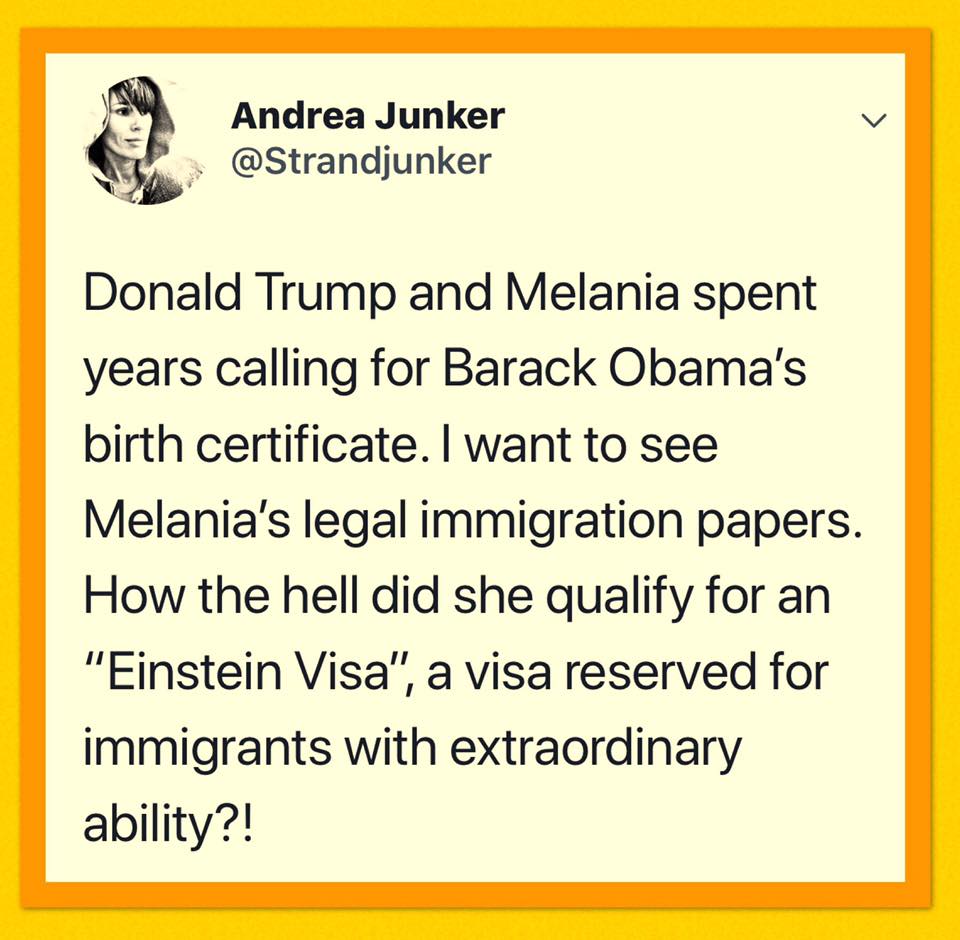 Andrea Junker
@Strandjunker
Donald Trump and Melania spent
years calling for Barack Obama’s
birth certificate. I want to see
Melania’s legal immigration papers.
How the hell did she qualify for an
“Einstein Visa”, a visa reserved for
immigrants with extraordinary
ability?!